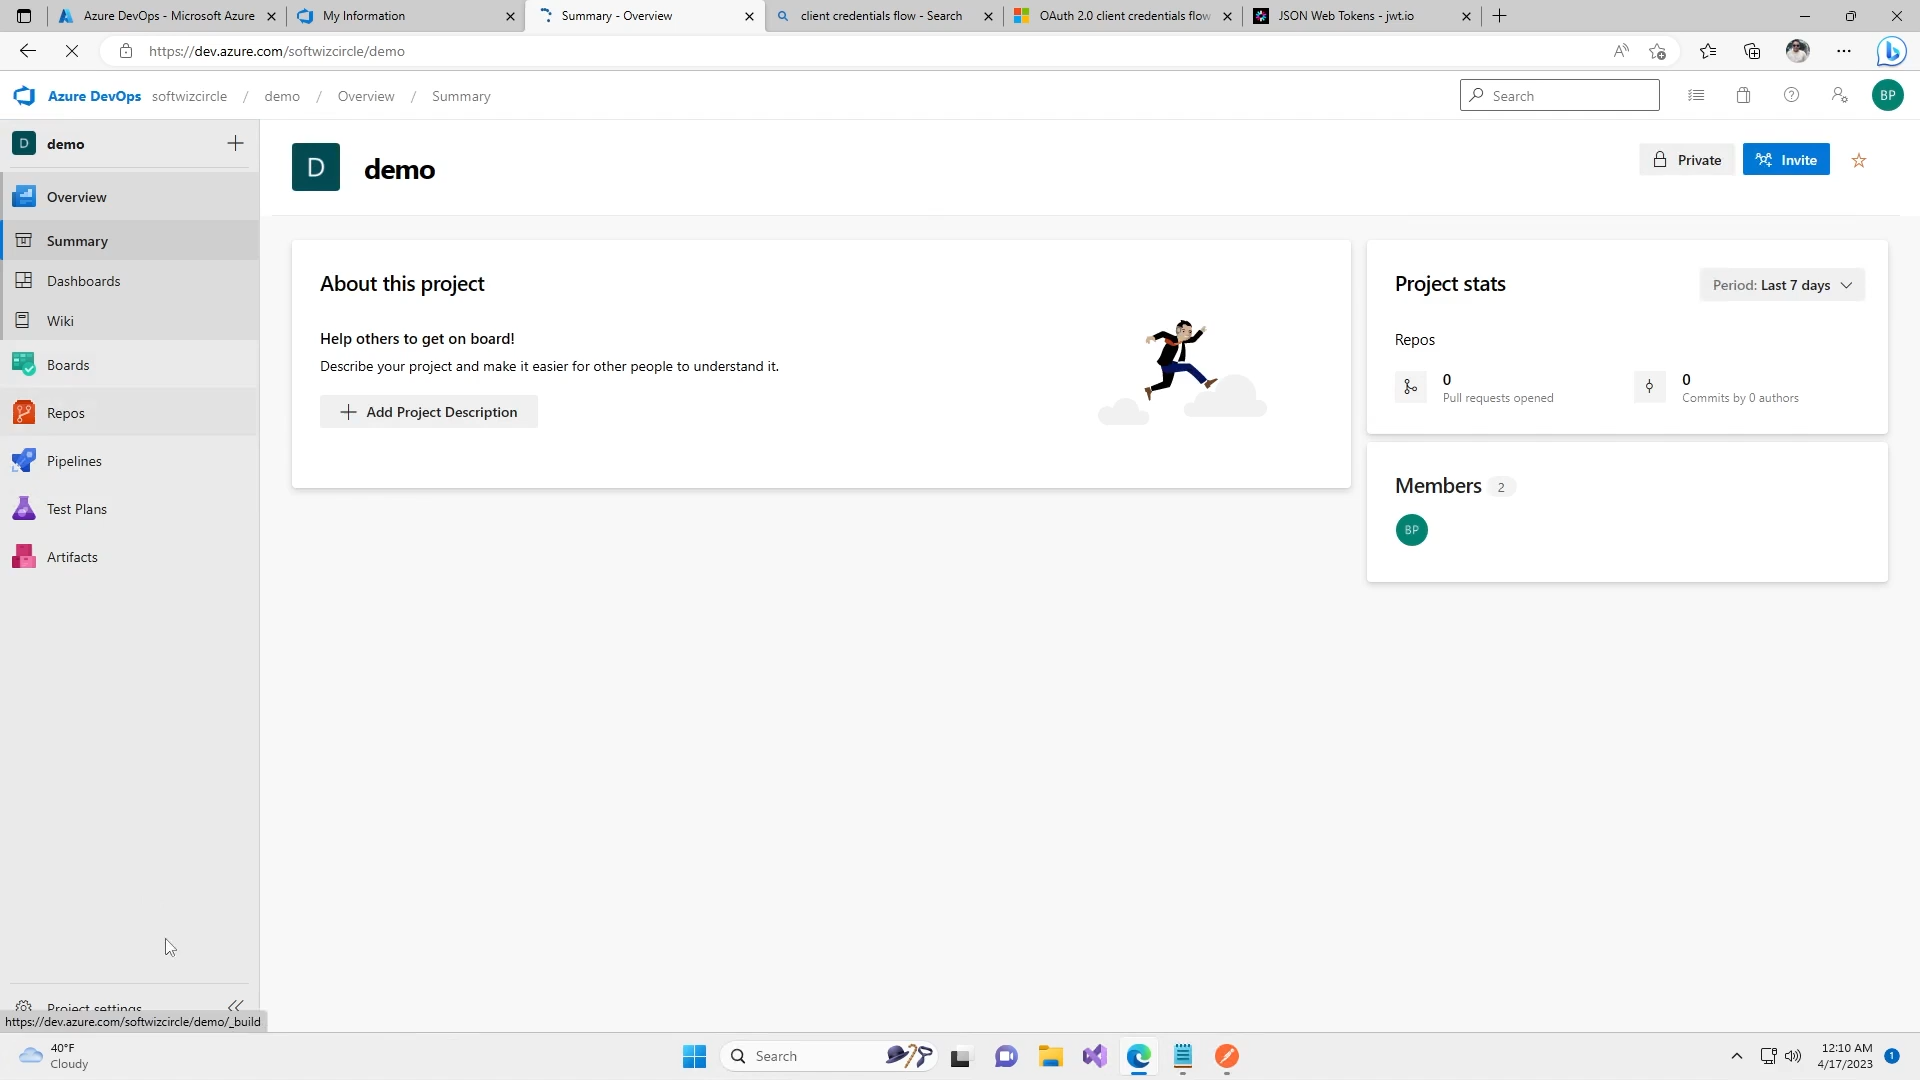 Azure DevOps - Microsoft Azure
My Information
Summary - Overview
client credentials flow - Search
OAuth 2.0 client credentials flow
JSON Web Tokens - jwt.io
https://dev.azure.com/softwizcircle/demo
Azure DevOps softwizcircle / demo / Overview / Summary
Search
BP
D demo
D demo
Private
Invite
Overview
Summary
Dashboards
Wiki
Boards
Repos
Pipelines
Test Plans
Artifacts
About this project
Help others to get on board!
Describe your project and make it easier for other people to understand it.
Add Project Description
Project stats
Period: Last 7 days
Repos
0
Pull requests opened
0
Commits by 0 authors
Members 2
BP
Project settings
https://dev.azure.com/softwizcircle/demo/_build
40°F
Cloudy
Search
12:10 AM
4/17/2023
1